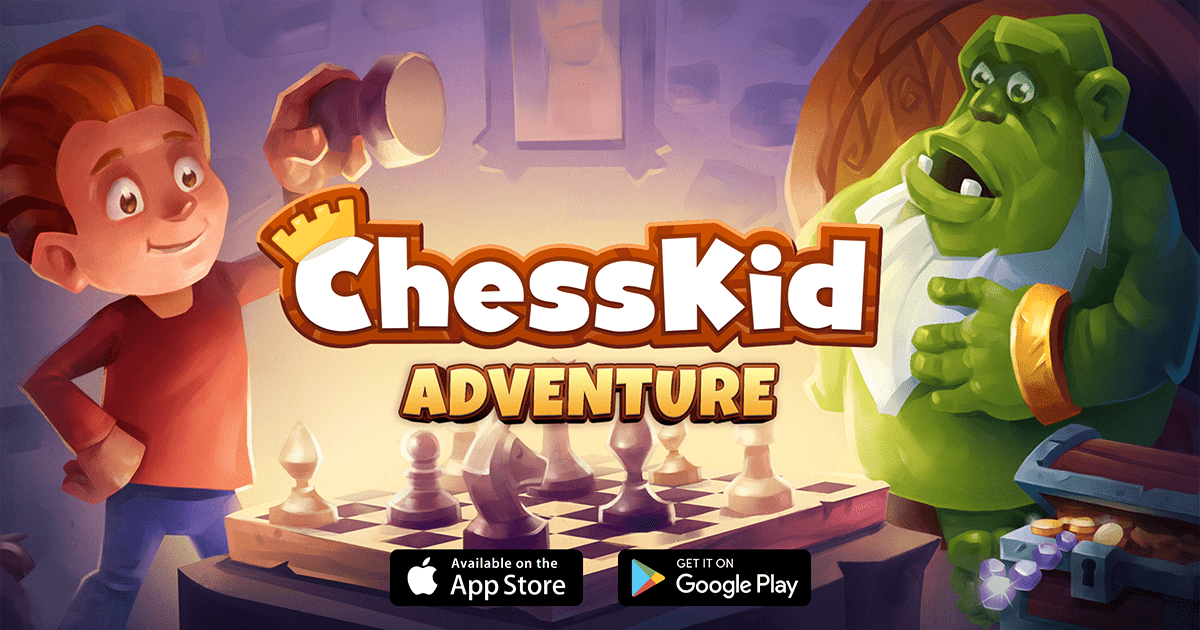 ChessKid
ADVENTURE
Available on the
App Store
GET IT ON
Google Play